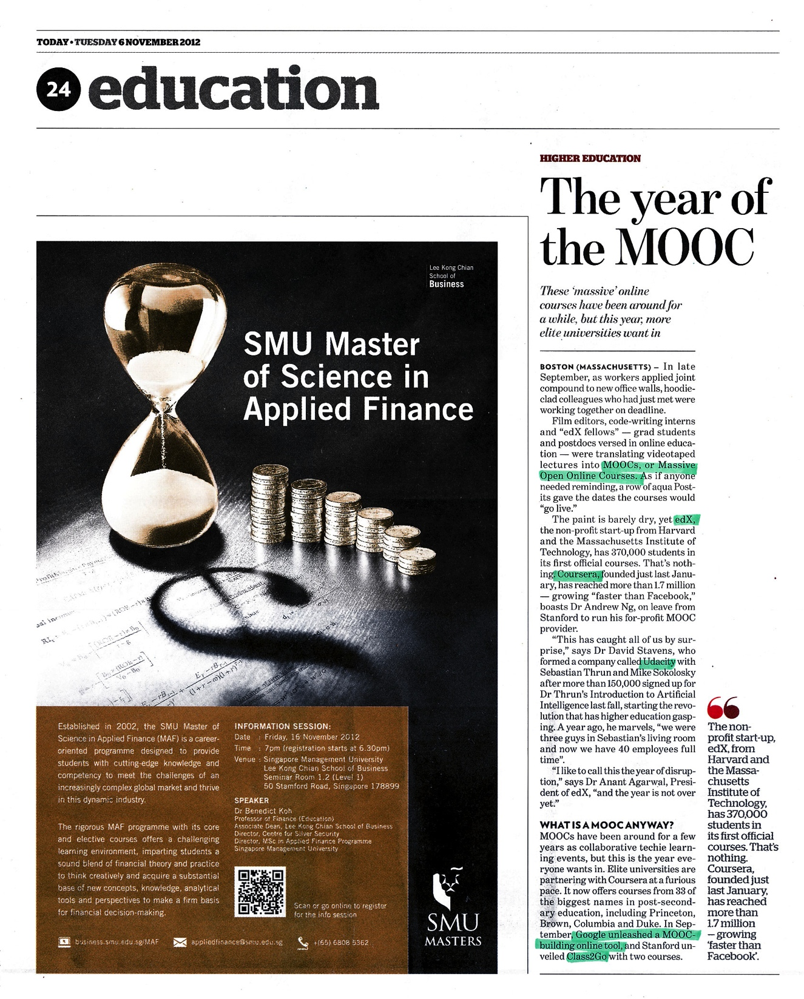 TODAY • TUESDAY 6 NOVEMBER 2012
24 education
Lee Kong Chian
School of
Business
SMU Master
of Science in
Applied Finance
Established in 2002, the SMU Master of
Science in Applied Finance (MAF) is a career-
oriented programme designed to provide
students with cutting-edge knowledge and
competency to meet the challenges of an
increasingly complex global market and thrive
in this dynamic industry.
The rigorous MAF programme with its core
and elective courses offers a challenging
learning environment, imparting students a
sound blend of financial theory and practice
to think creatively and acquire a substantial
base of new concepts, knowledge, analytical
tools and perspectives to make a firm basis
for financial decision-making.
INFORMATION SESSION:
Date : Friday, 16 November 2012
Time : 7pm (registration starts at 6.30pm)
Venue : Singapore Management University
Lee Kong Chian School of Business
Seminar Room 1.2 (Level 1)
50 Stamford Road, Singapore 178899
SPEAKER
Dr Benedict Koh
Professor of Finance (Education)
Associate Dean, Lee Kong Chian School of Business
Director, Centre for Silver Security
Director, MSc in Applied Finance Programme
Singapore Management University
Scan or go online to register
for the info session
business.smu.edu.sg/MAF
appliedfinance@smu.edu.sg
+(65) 6808 5362
SMU
MASTERS
HIGHER EDUCATION
The year of
the MOOC
These ‘massive’ online
courses have been around for
a while, but this year, more
elite universities want in
BOSTON (MASSACHUSETTS) – In late
September, as workers applied joint
compound to new office walls, hoodie-
clad colleagues who had just met were
working together on deadline.
Film editors, code-writing interns
and “edX fellows” — grad students
and postdocs versed in online educa-
tion — were translating videotaped
lectures into MOOCs, or Massive
Open Online Courses. As if anyone
needed reminding, a row of aqua Post-
its gave the dates the courses would
“go live.”
The paint is barely dry, yet edX,
the non-profit start-up from Harvard
and the Massachusetts Institute of
Technology, has 370,000 students in
its first official courses. That’s noth-
ing. Coursera, founded just last Janu-
ary, has reached more than 1.7 million
— growing “faster than Facebook,”
boasts Dr Andrew Ng, on leave from
Stanford to run his for-profit MOOC
provider.
“This has caught all of us by sur-
prise,” says Dr David Stavens, who
formed a company called Udacity with
Sebastian Thrun and Mike Sokolosky
after more than 150,000 signed up for
Dr Thrun’s Introduction to Artificial
Intelligence last fall, starting the revo-
lution that has higher education gasp-
ing. A year ago, he marvels, “we were
three guys in Sebastian’s living room
and now we have 40 employees full
time”.
“I like to call this the year of disrup-
tion,” says Dr Anant Agarwal, Presi-
dent of edX, “and the year is not over
yet.”
WHAT IS A MOOC ANYWAY?
MOOCs have been around for a few
years as collaborative techie learn-
ing events, but this is the year eve-
ryone wants in. Elite universities are
partnering with Coursera at a furious
pace. It now offers courses from 33 of
the biggest names in post-second-
ary education, including Princeton,
Brown, Columbia and Duke. In Sep-
tember, Google unleashed a MOOC-
building online tool, and Stanford un-
veiled Class2Go with two courses.
“
The non-
profit start-up,
edX, from
Harvard and
the Massa-
chusetts
Institute of
Technology,
has 370,000
students in
its first official
courses. That’s
nothing.
Coursera,
founded just
last January,
has reached
more than
1.7 million
– growing
‘faster than
Facebook’.